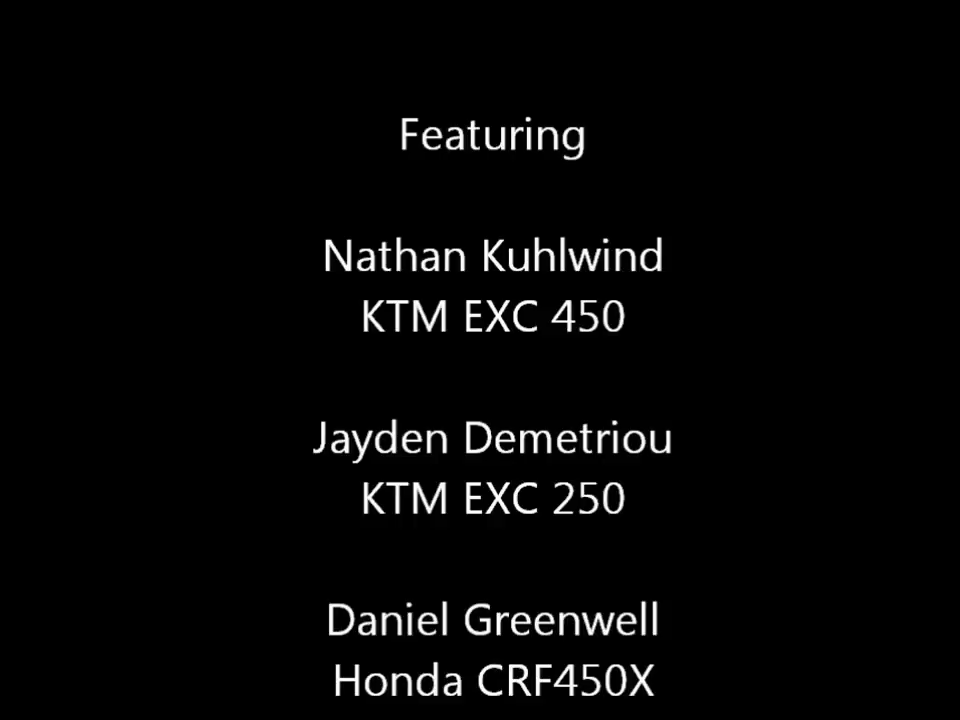 Featuring
Nathan Kuhlwind
KTM EXC 450
Jayden Demetriou
KTM EXC 250
Daniel Greenwell
Honda CRF450X